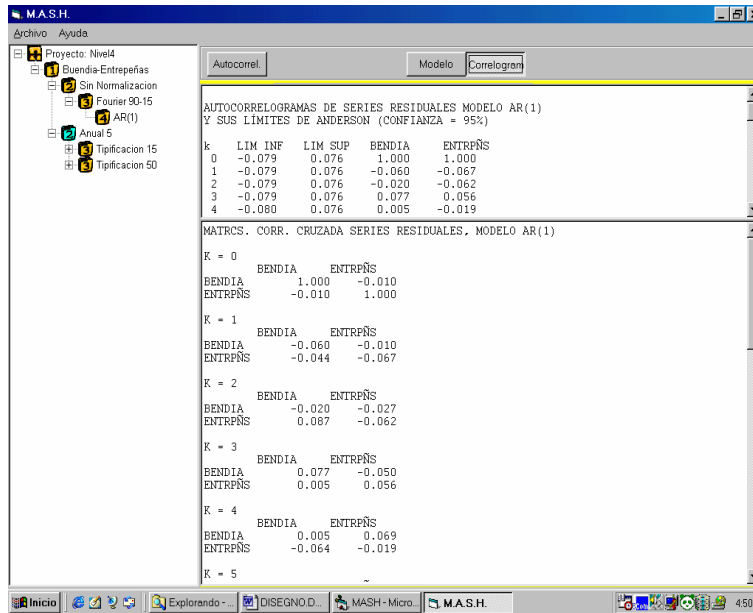 M.A.S.H.
Archivo Ayuda
Proyecto: Nivel4
1 Buendia-Entrepeñas
2 Sin Normalizacion
3 Fourier 90-15
4 AR(1)
2 Anual 5
3 Tipificacion 15
3 Tipificacion 50
Autocorrel. Modelo Correlogram
AUTOCORRELOGRAMAS DE SERIES RESIDUALES MODELO AR(1)
Y SUS LÍMITES DE ANDERSON (CONFIANZA = 95%)
k LIM INF LIM SUP BENDIA ENTRPÑS
0 -0.079 0.076 1.000 1.000
1 -0.079 0.076 -0.060 -0.067
2 -0.079 0.076 -0.020 -0.062
3 -0.079 0.076 0.077 0.056
4 -0.080 0.076 0.005 -0.019
MATRCS. CORR. CRUZADA SERIES RESIDUALES, MODELO AR(1)
K = 0
BENDIA ENTRPÑS
BENDIA 1.000 -0.010
ENTRPÑS -0.010 1.000
K = 1
BENDIA ENTRPÑS
BENDIA -0.060 -0.010
ENTRPÑS -0.044 -0.067
K = 2
BENDIA ENTRPÑS
BENDIA -0.020 -0.027
ENTRPÑS 0.087 -0.062
K = 3
BENDIA ENTRPÑS
BENDIA 0.077 -0.050
ENTRPÑS 0.005 0.056
K = 4
BENDIA ENTRPÑS
BENDIA 0.005 0.069
ENTRPÑS -0.064 -0.019
K = 5
Inicio Explorando - ... DISEGNO.D... MASH - Micro... M.A.S.H.